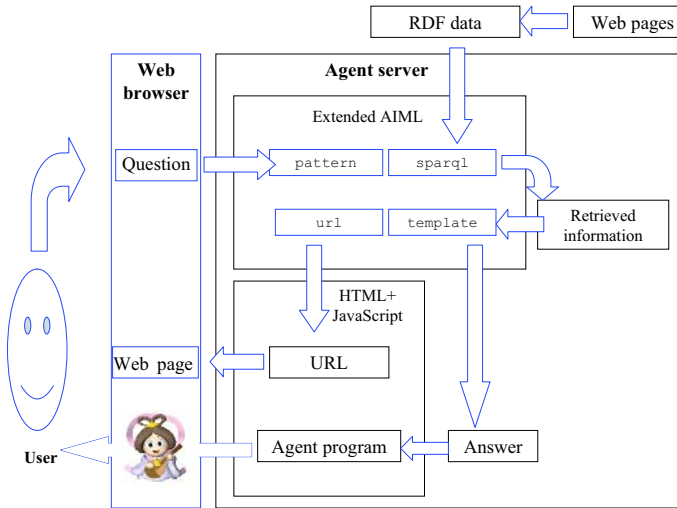 RDF data
Web pages
Web
browser
Agent server
Extended AIML
Question
pattern
sparql
url
template
Retrieved
information
HTML+
JavaScript
Web page
URL
User
Agent program
Answer